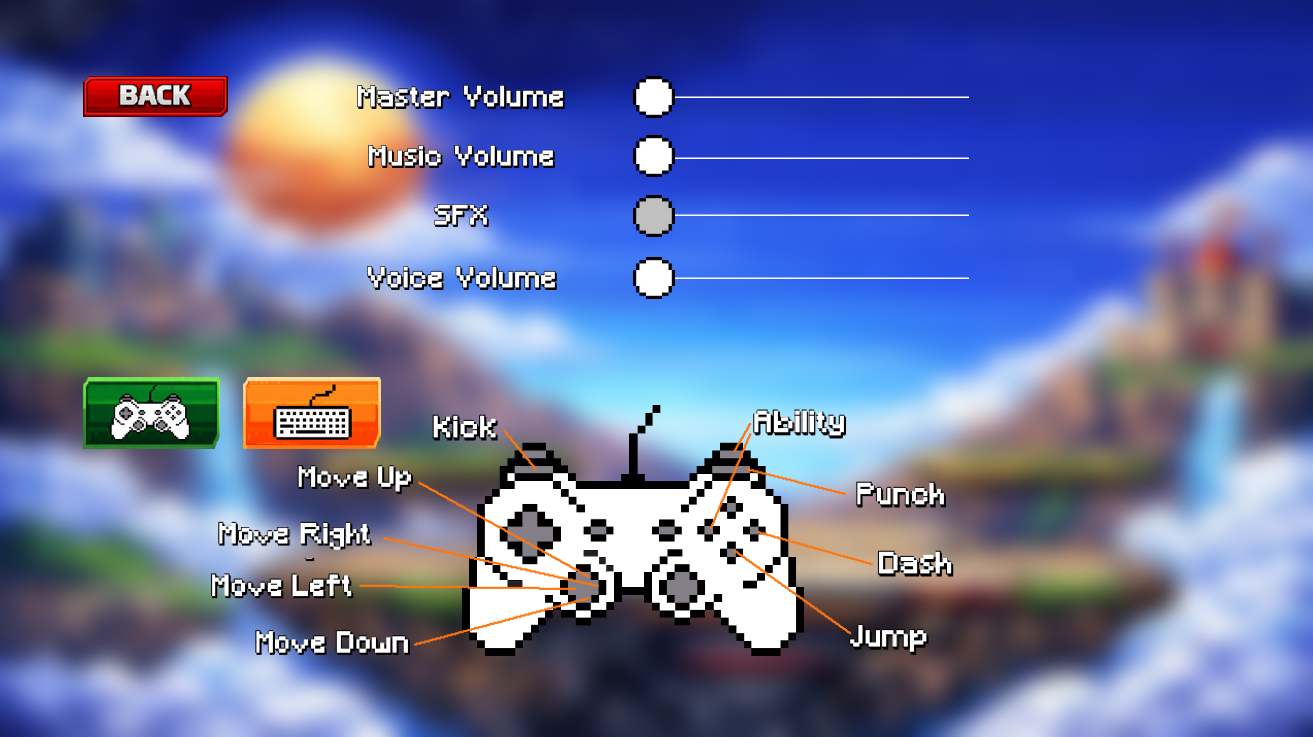 BACK
Master Volume
Music Volume
SFX
Voice Volume
Kick
Ability
Move Up
Punch
Move Right
Dash
Move Left
Jump
Move Down